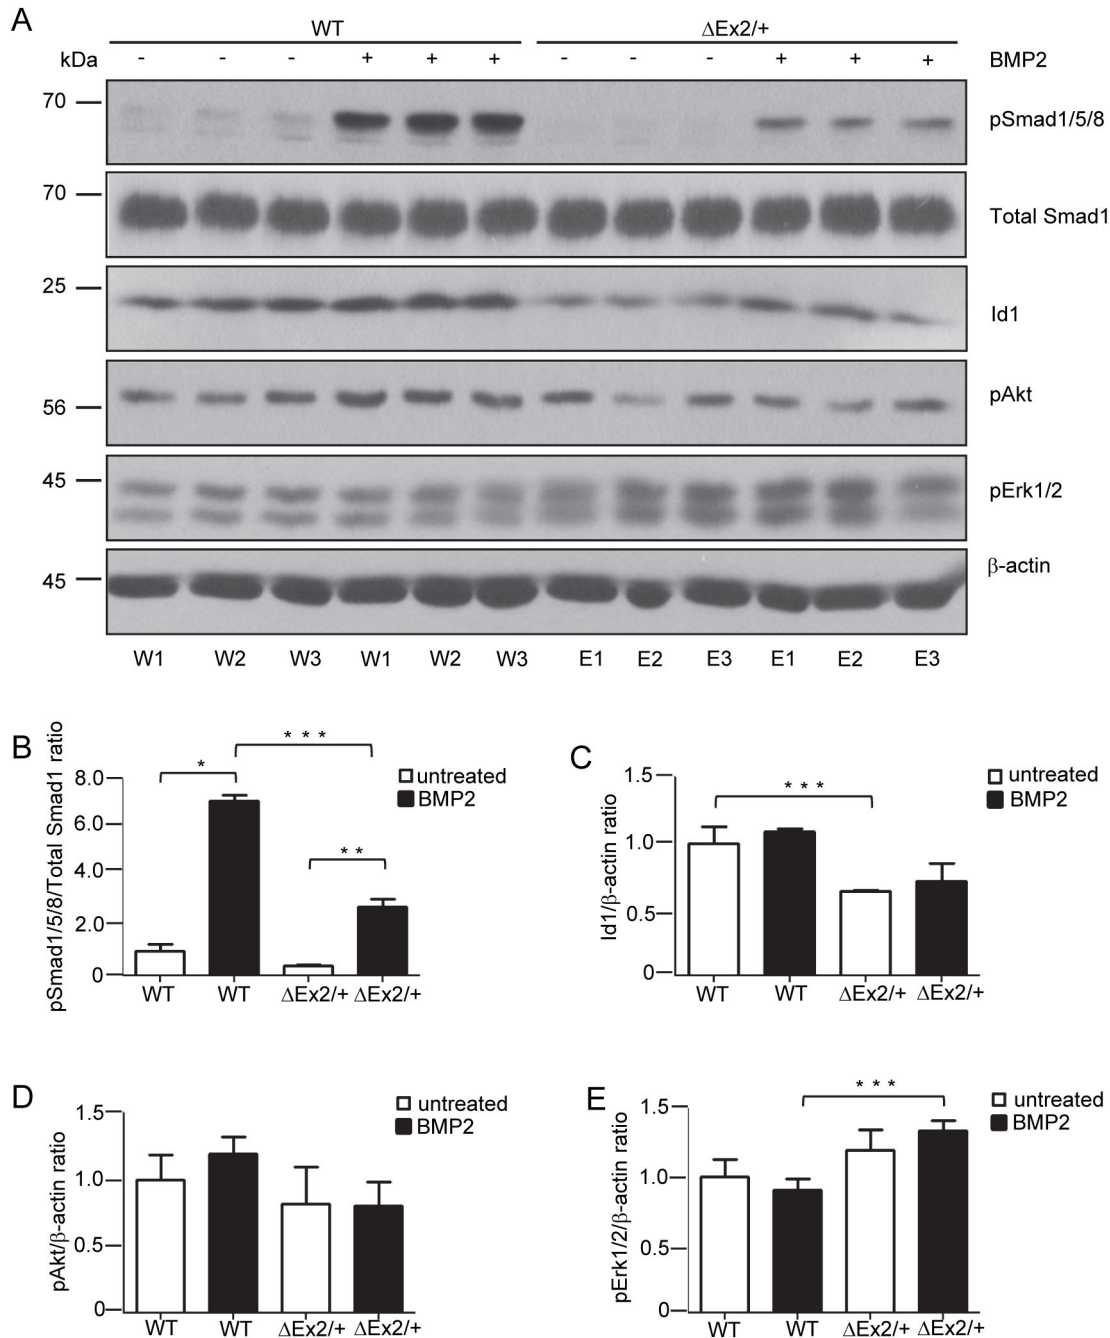 A
WT ΔEx2/+
kDa - - - + + + - - - + + + BMP2
70 pSmad1/5/8
70 Total Smad1
25 Id1
56 pAkt
45 pErk1/2
45 β-actin
W1 W2 W3 W1 W2 W3 E1 E2 E3 E1 E2 E3
B
pSmad1/5/8/Total Smad1 ratio
8.0
6.0
4.0
2.0
0
* * * *
* *
untreated
BMP2
WT WT ΔEx2/+ ΔEx2/+
C
Id1/β-actin ratio
1.5
1.0
0.5
0
* * *
untreated
BMP2
WT WT ΔEx2/+ ΔEx2/+
D
pAkt/β-actin ratio
1.5
1.0
0.5
0
untreated
BMP2
WT WT ΔEx2/+ ΔEx2/+
E
pErk1/2/β-actin ratio
1.5
1.0
0.5
0
* * *
untreated
BMP2
WT WT ΔEx2/+ ΔEx2/+